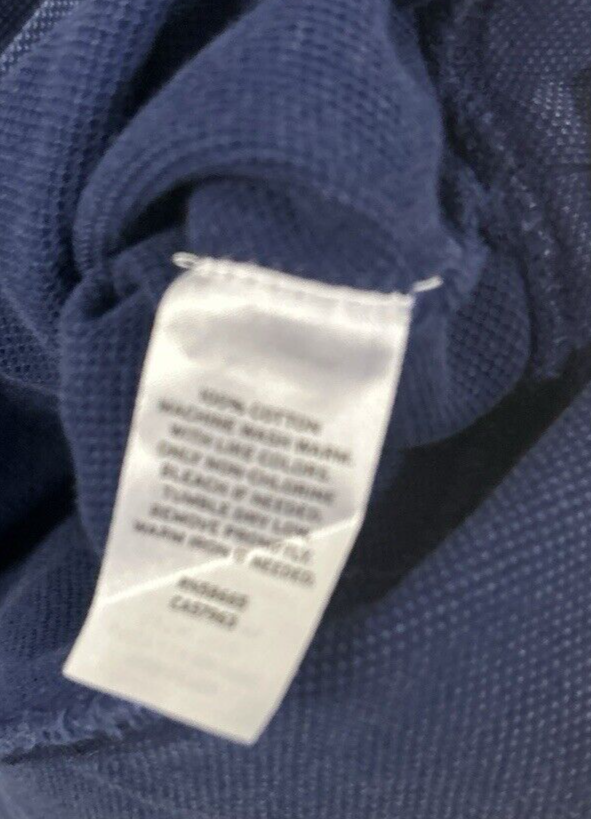 100% COTTON
MACHINE WASH WARM.
WITH LIKE COLORS.
ONLY NON-CHLORINE
BLEACH IF NEEDED.
TUMBLE DRY LOW.
REMOVE PROMPTLY.
WARM IRON IF NEEDED.